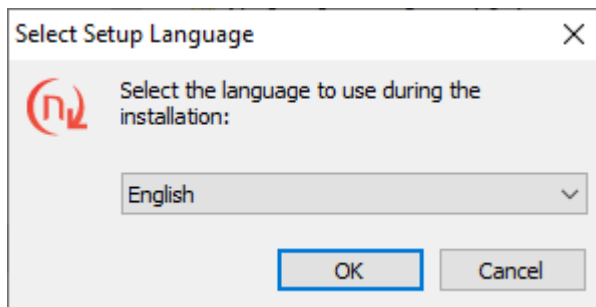 Select Setup Language
Select the language to use during the
installation:
English
OK
Cancel